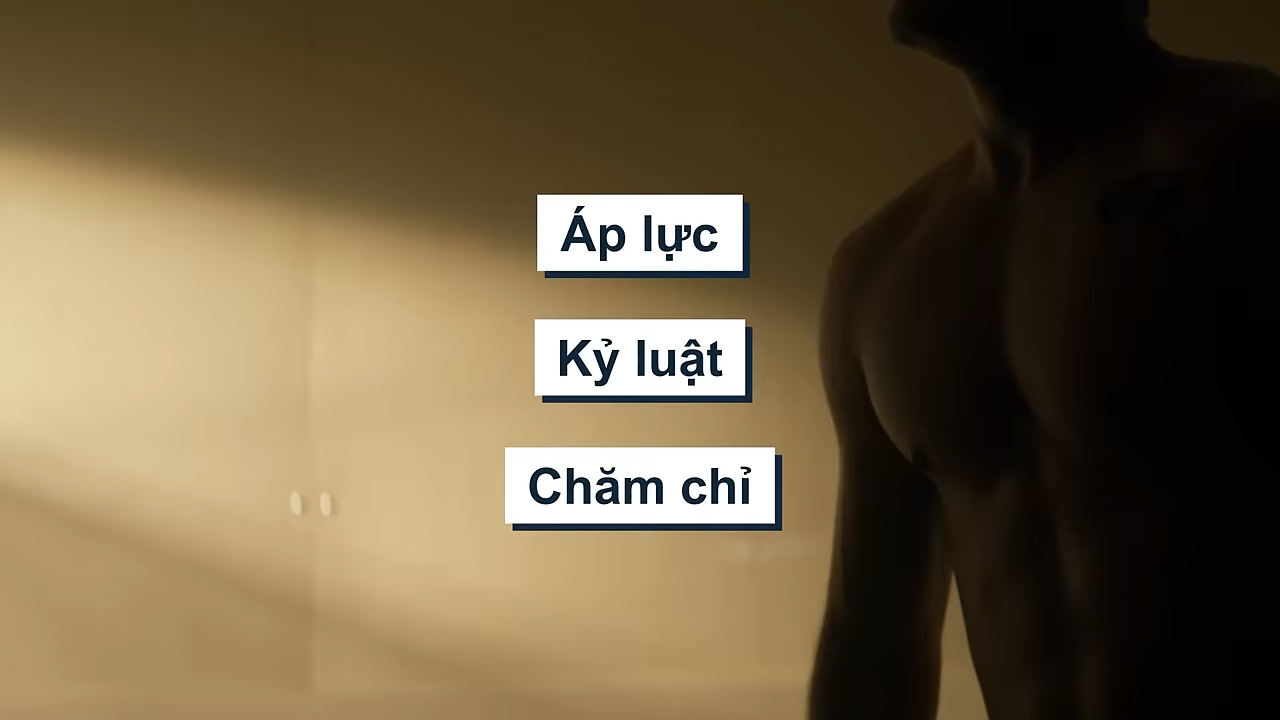 Áp lực
Kỷ luật
Chăm chỉ